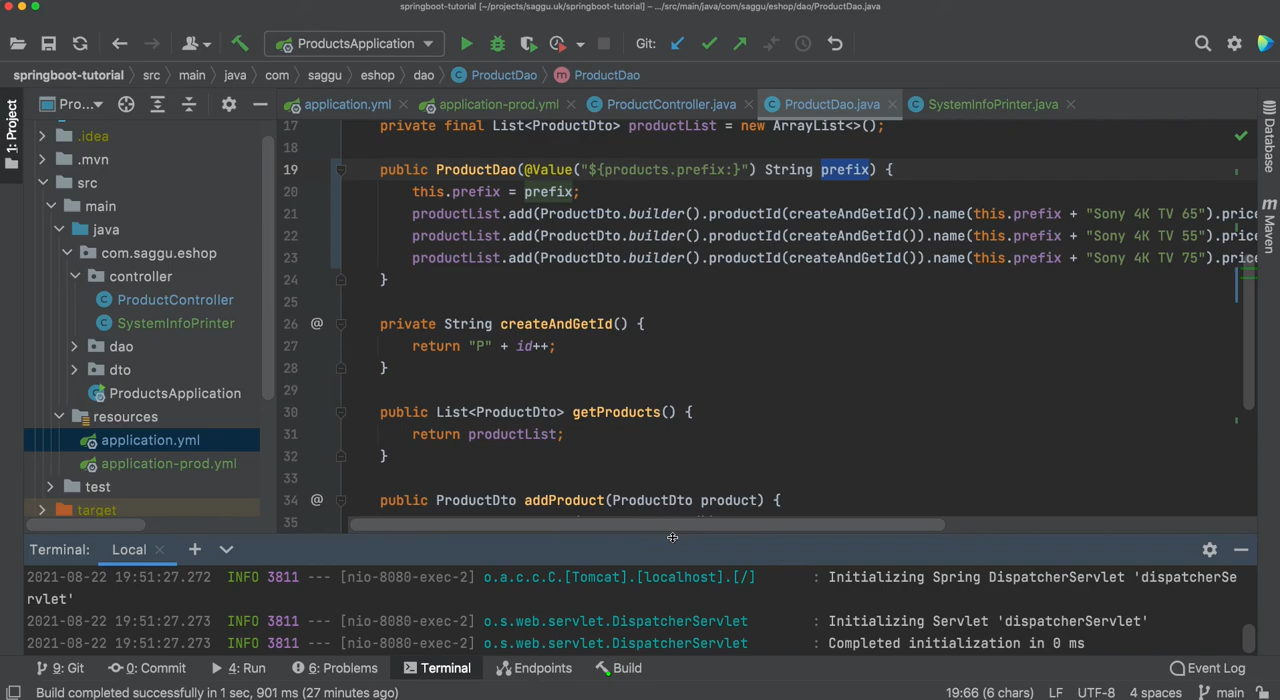 springboot-tutorial [~/projects/saggu.uk/springboot-tutorial] – .../src/main/java/com/saggu/eshop/dao/ProductDao.java
ProductsApplication
Git:
springboot-tutorial
src
main
java
com
saggu
eshop
dao
ProductDao
ProductDao
1: Project
Pro...
application.yml
application-prod.yml
ProductController.java
ProductDao.java
SystemInfoPrinter.java
.idea
.mvn
src
main
java
com.saggu.eshop
controller
ProductController
SystemInfoPrinter
dao
dto
ProductsApplication
resources
application.yml
application-prod.yml
test
target
17 private final List<ProductDto> productList = new ArrayList<>();
18
19 public ProductDao(@Value("${products.prefix:}") String prefix) {
20 this.prefix = prefix;
21 productList.add(ProductDto.builder().productId(createAndGetId()).name(this.prefix + "Sony 4K TV 65").price
22 productList.add(ProductDto.builder().productId(createAndGetId()).name(this.prefix + "Sony 4K TV 55").price
23 productList.add(ProductDto.builder().productId(createAndGetId()).name(this.prefix + "Sony 4K TV 75").price
24 }
25
26 @ private String createAndGetId() {
27 return "P" + id++;
28 }
29
30 public List<ProductDto> getProducts() {
31 return productList;
32 }
33
34 @ public ProductDto addProduct(ProductDto product) {
35
Database
Maven
Terminal:
Local
2021-08-22 19:51:27.272 INFO 3811 --- [nio-8080-exec-2] o.a.c.c.C.[Tomcat].[localhost].[/] : Initializing Spring DispatcherServlet 'dispatcherSe
rvlet'
2021-08-22 19:51:27.273 INFO 3811 --- [nio-8080-exec-2] o.s.web.servlet.DispatcherServlet : Initializing Servlet 'dispatcherServlet'
2021-08-22 19:51:27.273 INFO 3811 --- [nio-8080-exec-2] o.s.web.servlet.DispatcherServlet : Completed initialization in 0 ms
9: Git
0: Commit
4: Run
6: Problems
Terminal
Endpoints
Build
Event Log
Build completed successfully in 1 sec, 901 ms (27 minutes ago)
19:66 (6 chars)
LF
UTF-8
4 spaces
main